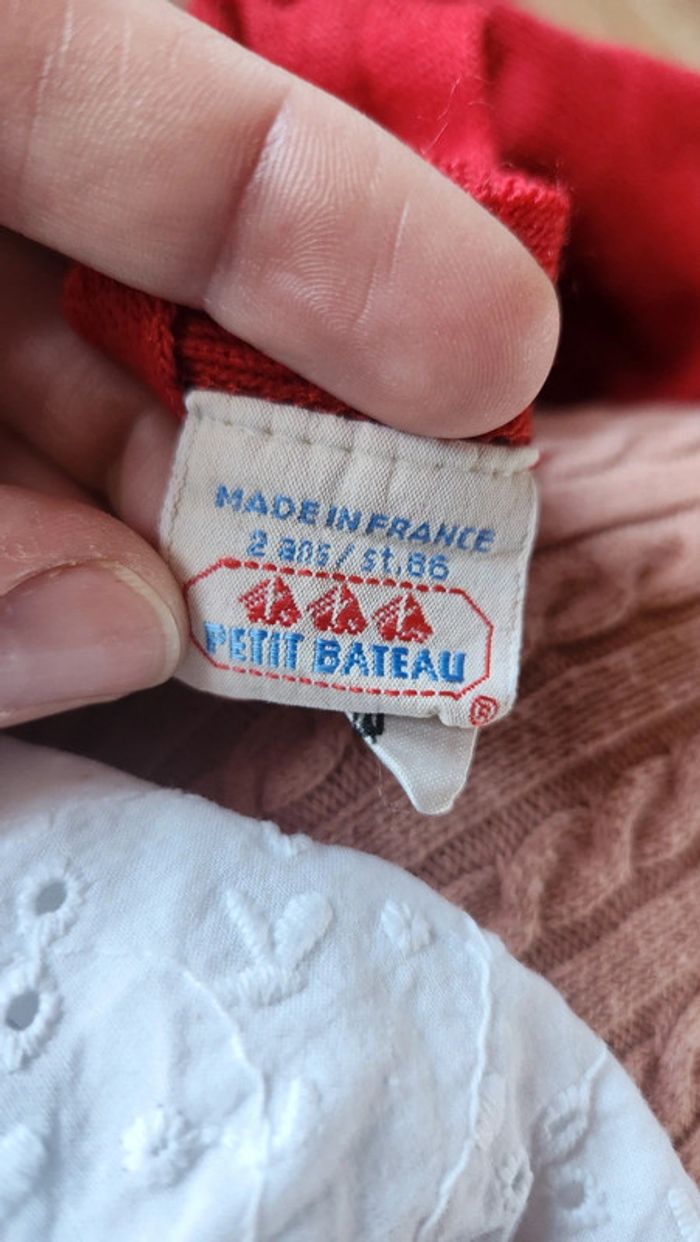 MADE IN FRANCE
2 ans / st.86
PETIT BATEAU
®